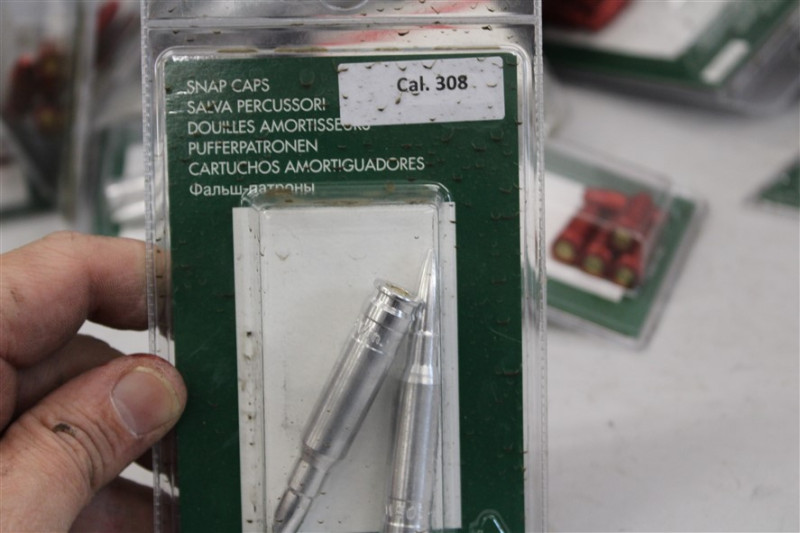 SNAP CAPS
Cal. 308
SALVA PERCUSSORI
DOUILLES AMORTISSEURS
PUFFERPATRONEN
CARTUCHOS AMORTIGUADORES
Фальш-патроны